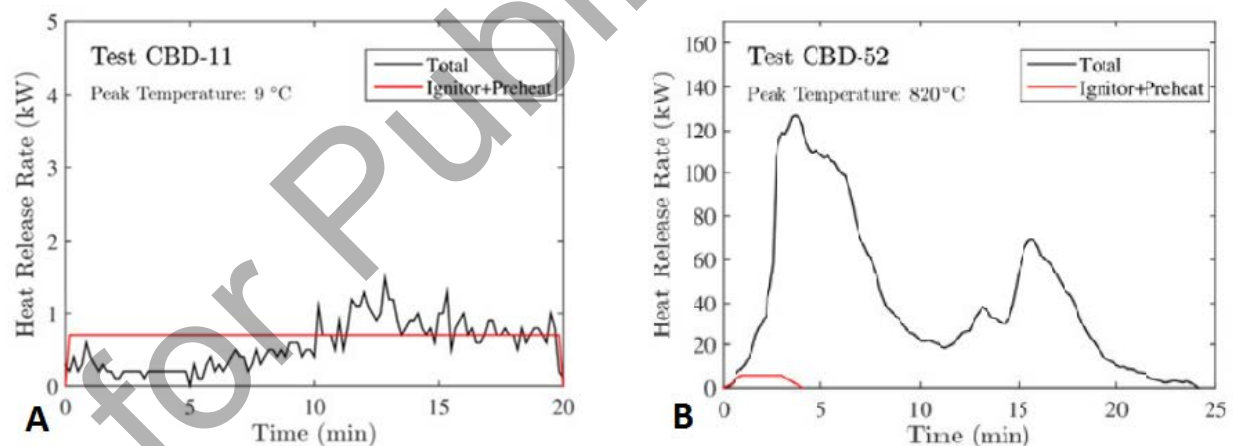 for Publi
5
4
3
2
1
0
Heat Release Rate (kW)
Test CBD-11
Peak Temperature: 9 °C
Total
Ignitor+Preheat
0
5
10
15
20
Time (min)
A
160
140
120
100
80
60
40
20
0
Heat Release Rate (kW)
Test CBD-52
Peak Temperature: 820°C
Total
Ignitor+Preheat
0
5
10
15
20
25
Time (min)
B